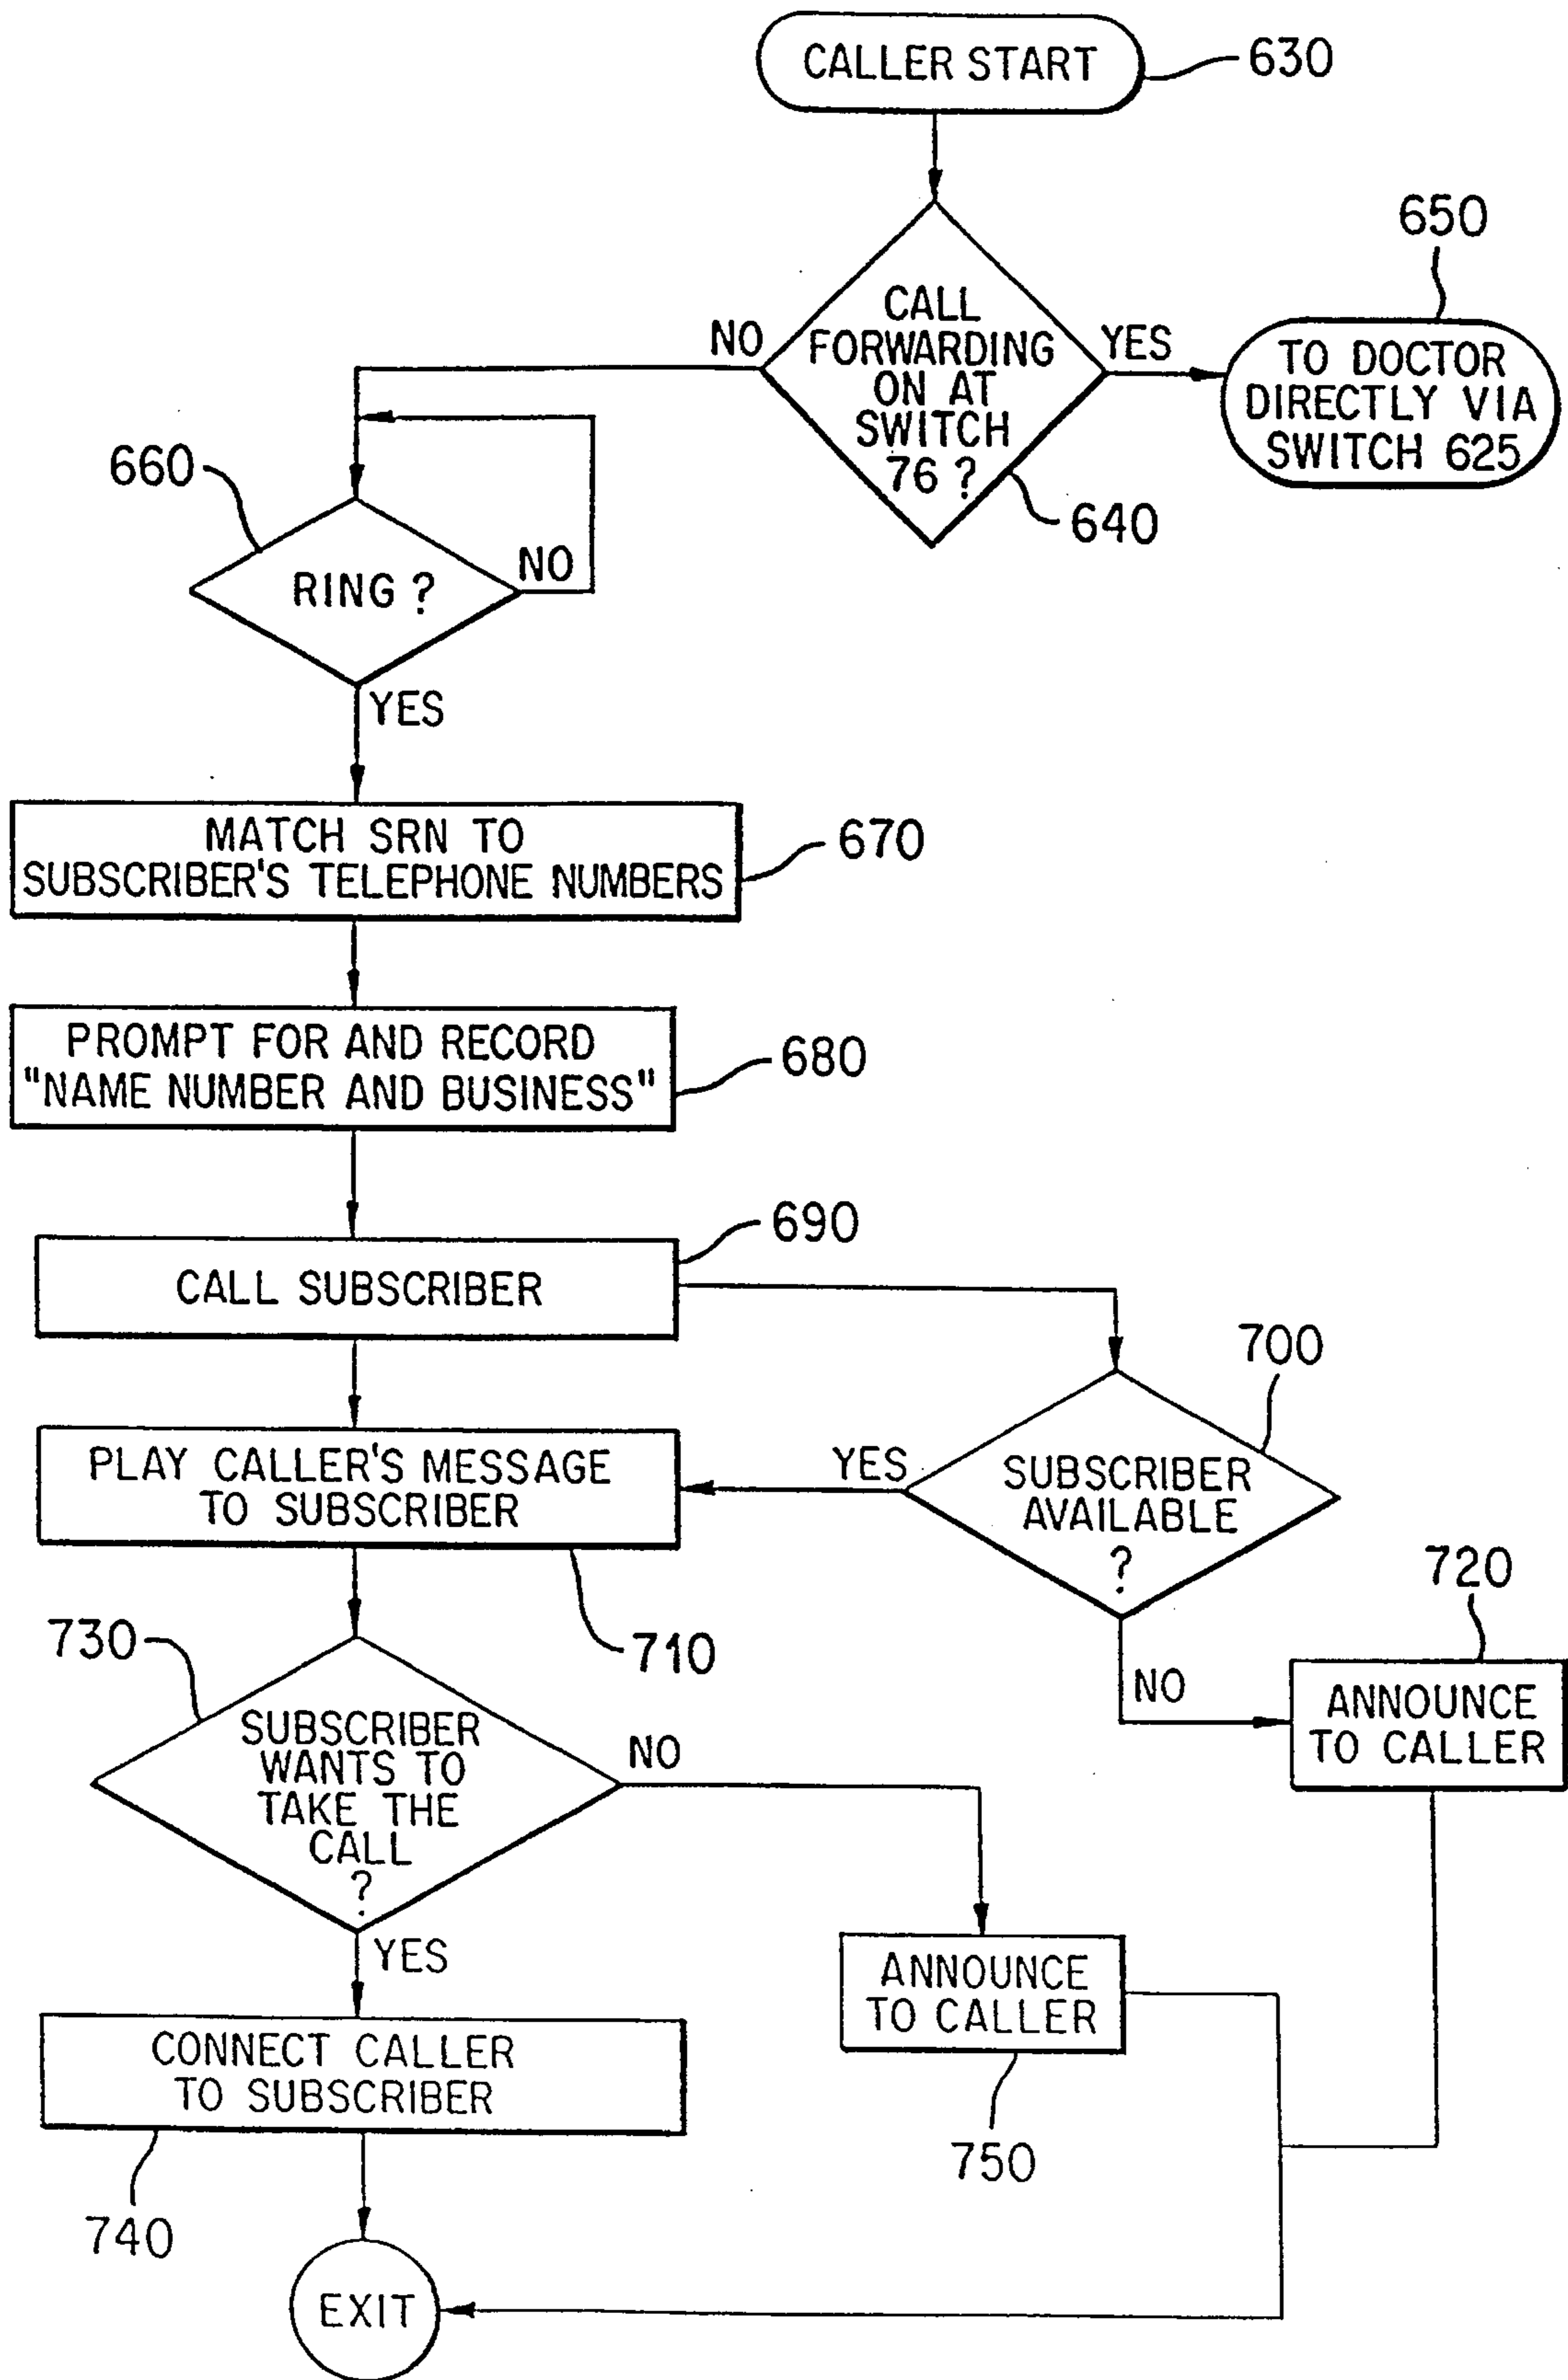 CALLER START
630
CALL
FORWARDING
ON AT
SWITCH
76 ?
640
NO
YES
650
TO DOCTOR
DIRECTLY VIA
SWITCH 625
660
RING ?
NO
YES
MATCH SRN TO
SUBSCRIBER'S TELEPHONE NUMBERS
670
PROMPT FOR AND RECORD
"NAME NUMBER AND BUSINESS"
680
CALL SUBSCRIBER
690
700
SUBSCRIBER
AVAILABLE
?
YES
NO
PLAY CALLER'S MESSAGE
TO SUBSCRIBER
710
720
ANNOUNCE
TO CALLER
730
SUBSCRIBER
WANTS TO
TAKE THE
CALL
?
NO
YES
ANNOUNCE
TO CALLER
750
CONNECT CALLER
TO SUBSCRIBER
740
EXIT